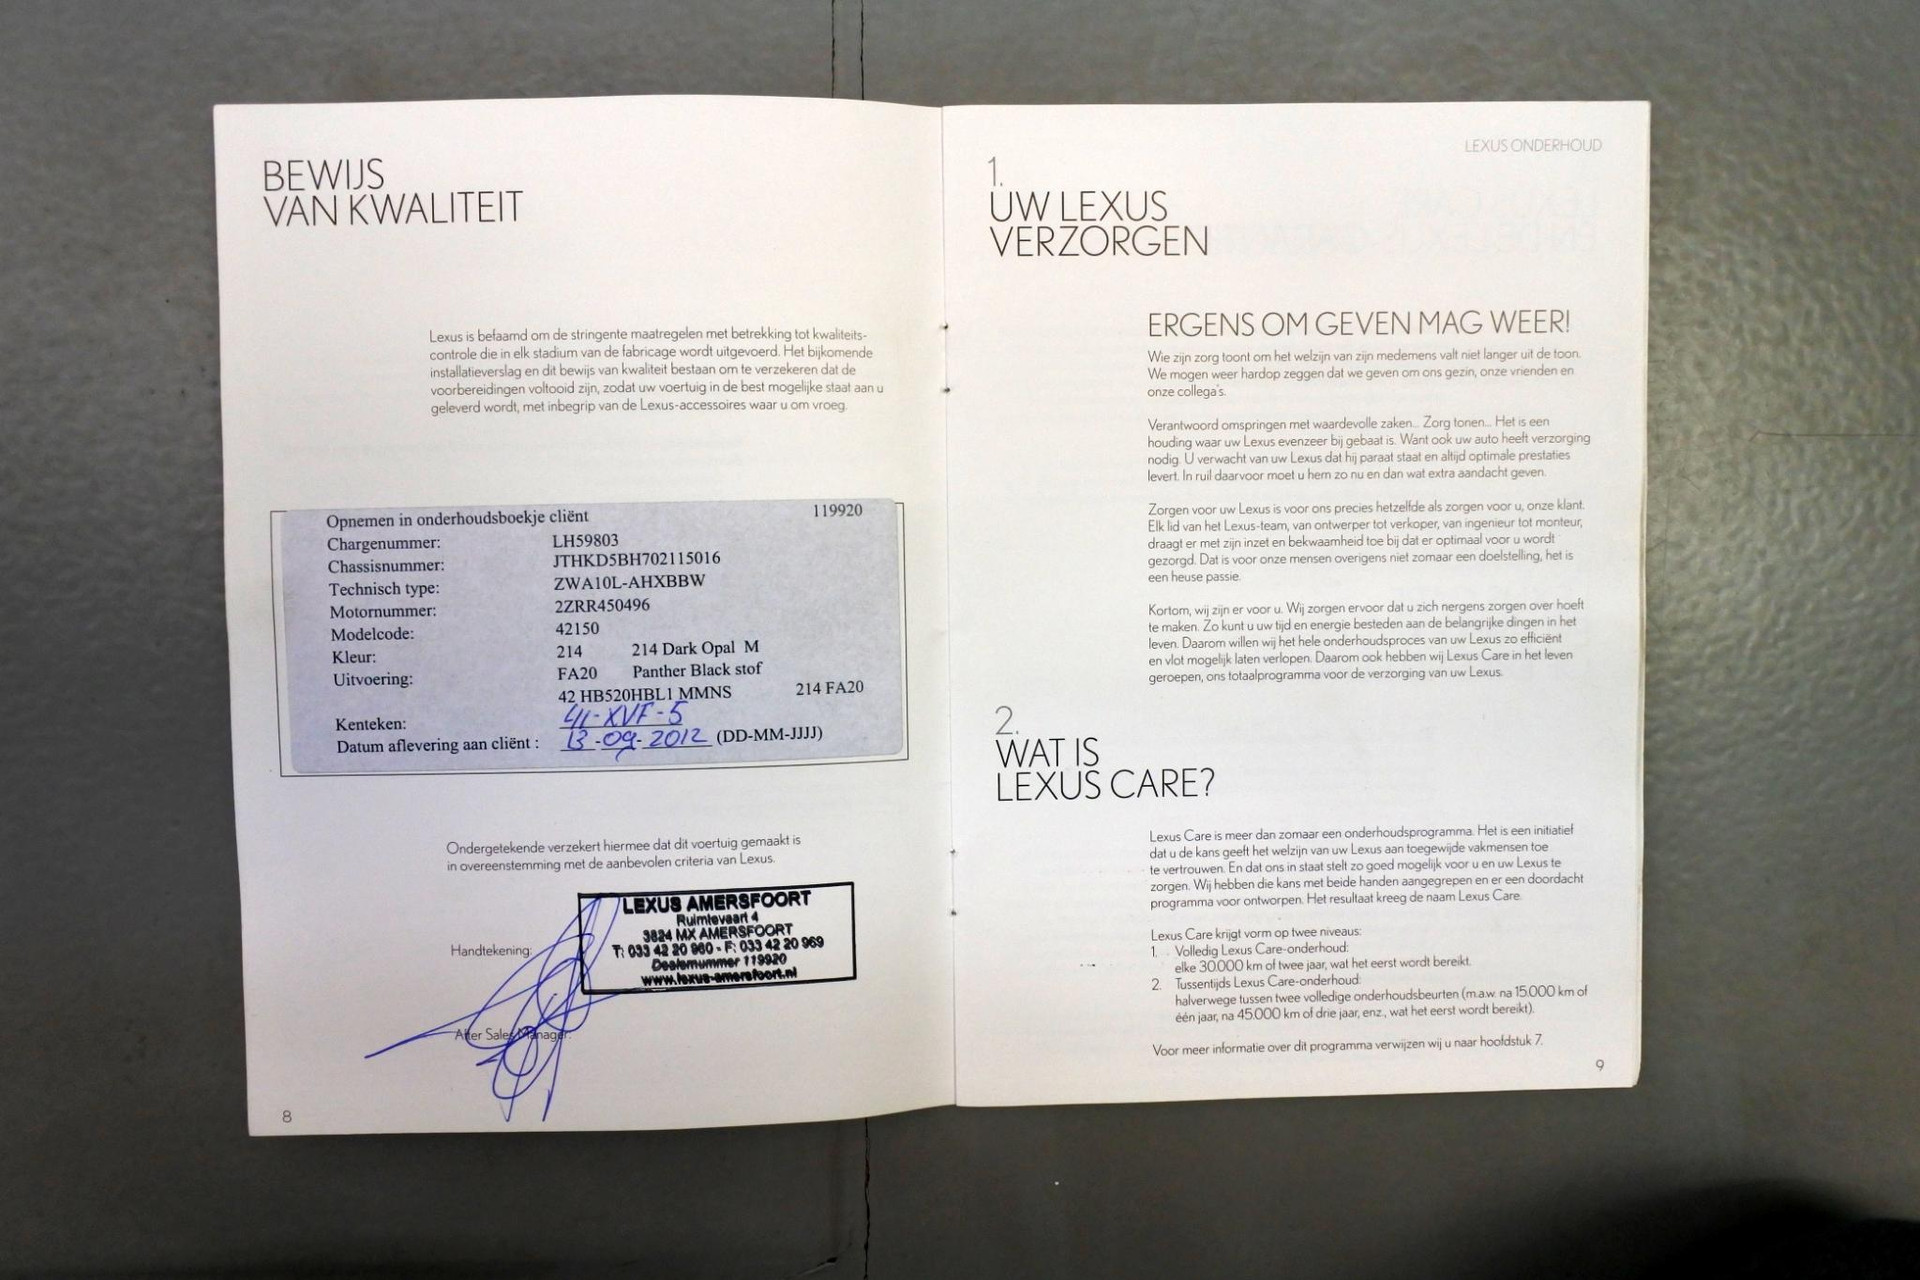 BEWIJS
VAN KWALITEIT
Lexus is befaamd om de stringente maatregelen met betrekking tot kwaliteits-
controle die in elk stadium van de fabricage wordt uitgevoerd. Het bijkomende
installatieverslag en dit bewijs van kwaliteit bestaan om te verzekeren dat de
voorbereidingen voltooid zijn, zodat uw voertuig in de best mogelijke staat aan u
geleverd wordt, met inbegrip van de Lexus-accessoires waar u om vroeg.
Opnemen in onderhoudsboekje cliënt 119920
Chargenummer: LH59803
Chassisnummer: JTHKD5BH702115016
Technisch type: ZWA10L-AHXBBW
Motornummer: 2ZRR450496
Modelcode: 42150
Kleur: 214 214 Dark Opal M
Uitvoering: FA20 Panther Black stof
42 HB520HBL1 MMNS 214 FA20
Kenteken: 41-XVF-5
Datum aflevering aan cliënt : 13-09-2012 (DD-MM-JJJJ)
Ondergetekende verzekert hiermee dat dit voertuig gemaakt is
in overeenstemming met de aanbevolen criteria van Lexus.
LEXUS AMERSFOORT
Ruimtevaart 4
3824 MX AMERSFOORT
T: 033 42 20 960 - F: 033 42 20 969
Dealernummer 119920
www.lexus-amersfoort.nl
Handtekening:
After Sales Manager:
8
LEXUS ONDERHOUD
1.
UW LEXUS
VERZORGEN
ERGENS OM GEVEN MAG WEER!
Wie zijn zorg toont om het welzijn van zijn medemens valt niet langer uit de toon.
We mogen weer hardop zeggen dat we geven om ons gezin, onze vrienden en
onze collega's.
Verantwoord omspringen met waardevolle zaken... Zorg tonen... Het is een
houding waar uw Lexus evenzeer bij gebaat is. Want ook uw auto heeft verzorging
nodig. U verwacht van uw Lexus dat hij paraat staat en altijd optimale prestaties
levert. In ruil daarvoor moet u hem zo nu en dan wat extra aandacht geven.
Zorgen voor uw Lexus is voor ons precies hetzelfde als zorgen voor u, onze klant.
Elk lid van het Lexus-team, van ontwerper tot verkoper, van ingenieur tot monteur,
draagt er met zijn inzet en bekwaamheid toe bij dat er optimaal voor u wordt
gezorgd. Dat is voor onze mensen overigens niet zomaar een doelstelling, het is
een heuse passie.
Kortom, wij zijn er voor u. Wij zorgen ervoor dat u zich nergens zorgen over hoeft
te maken. Zo kunt u uw tijd en energie besteden aan de belangrijke dingen in het
leven. Daarom willen wij het hele onderhoudsproces van uw Lexus zo efficiënt
en vlot mogelijk laten verlopen. Daarom ook hebben wij Lexus Care in het leven
geroepen, ons totaalprogramma voor de verzorging van uw Lexus.
2.
WAT IS
LEXUS CARE?
Lexus Care is meer dan zomaar een onderhoudsprogramma. Het is een initiatief
dat u de kans geeft het welzijn van uw Lexus aan toegewijde vakmensen toe
te vertrouwen. En dat ons in staat stelt zo goed mogelijk voor u en uw Lexus te
zorgen. Wij hebben die kans met beide handen aangegrepen en er een doordacht
programma voor ontworpen. Het resultaat kreeg de naam Lexus Care.
Lexus Care krijgt vorm op twee niveaus:
1. Volledig Lexus Care-onderhoud:
elke 30.000 km of twee jaar, wat het eerst wordt bereikt.
2. Tussentijds Lexus Care-onderhoud:
halverwege tussen twee volledige onderhoudsbeurten (m.a.w. na 15.000 km of
één jaar, na 45.000 km of drie jaar, enz., wat het eerst wordt bereikt).
Voor meer informatie over dit programma verwijzen wij u naar hoofdstuk 7.
9